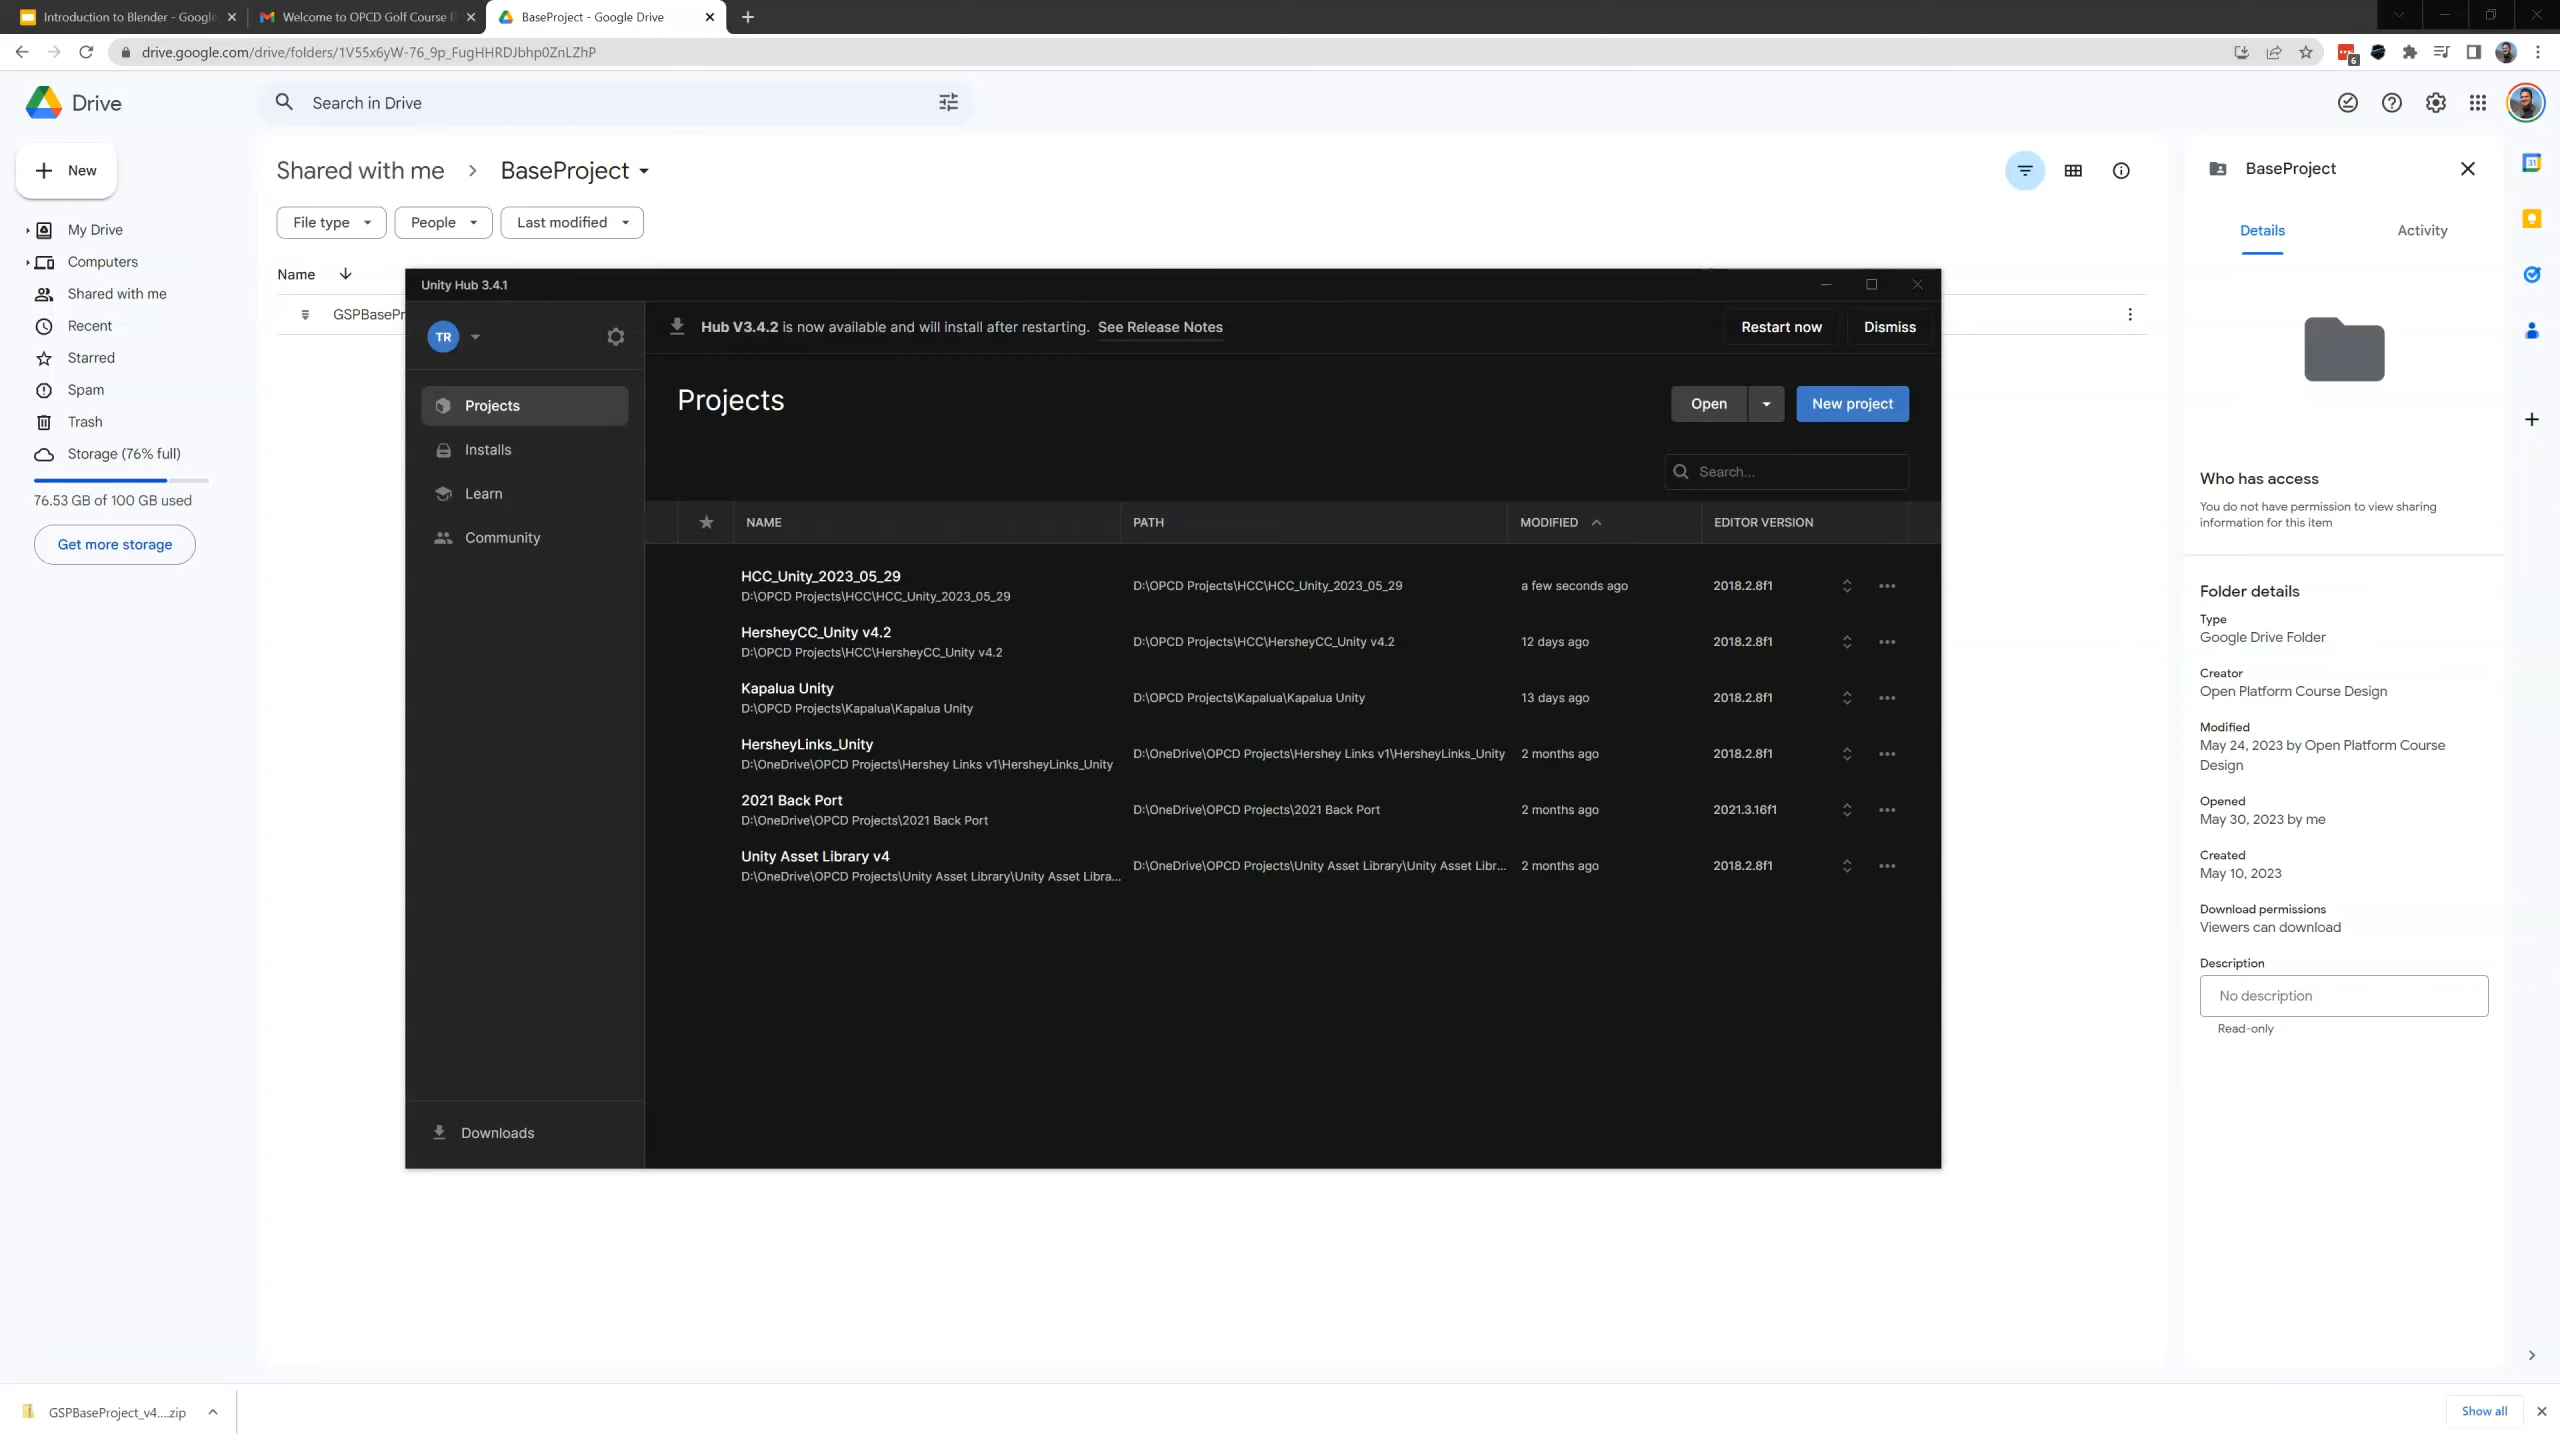 Introduction to Blender - Google
Welcome to OPCD Golf Course D
BaseProject - Google Drive
drive.google.com/drive/folders/1V55x6yW-76_9p_FugHHRDJbhp0ZnLZhP
6
Drive
Search in Drive
New
My Drive
Computers
Shared with me
Recent
Starred
Spam
Trash
Storage (76% full)
76.53 GB of 100 GB used
Get more storage
Shared with me > BaseProject
File type
People
Last modified
Name
GSPBasePr
Unity Hub 3.4.1
TR
Hub V3.4.2 is now available and will install after restarting. See Release Notes
Restart now
Dismiss
Projects
Installs
Learn
Community
Downloads
Projects
Open
New project
Search...
NAME PATH MODIFIED EDITOR VERSION
HCC_Unity_2023_05_29
D:\OPCD Projects\HCC\HCC_Unity_2023_05_29
D:\OPCD Projects\HCC\HCC_Unity_2023_05_29 a few seconds ago 2018.2.8f1
HersheyCC_Unity v4.2
D:\OPCD Projects\HCC\HersheyCC_Unity v4.2
D:\OPCD Projects\HCC\HersheyCC_Unity v4.2 12 days ago 2018.2.8f1
Kapalua Unity
D:\OPCD Projects\Kapalua\Kapalua Unity
D:\OPCD Projects\Kapalua\Kapalua Unity 13 days ago 2018.2.8f1
HersheyLinks_Unity
D:\OneDrive\OPCD Projects\Hershey Links v1\HersheyLinks_Unity
D:\OneDrive\OPCD Projects\Hershey Links v1\HersheyLinks_Unity 2 months ago 2018.2.8f1
2021 Back Port
D:\OneDrive\OPCD Projects\2021 Back Port
D:\OneDrive\OPCD Projects\2021 Back Port 2 months ago 2021.3.16f1
Unity Asset Library v4
D:\OneDrive\OPCD Projects\Unity Asset Library\Unity Asset Libra...
D:\OneDrive\OPCD Projects\Unity Asset Library\Unity Asset Libr... 2 months ago 2018.2.8f1
BaseProject
Details
Activity
Who has access
You do not have permission to view sharing
information for this item
Folder details
Type
Google Drive Folder
Creator
Open Platform Course Design
Modified
May 24, 2023 by Open Platform Course
Design
Opened
May 30, 2023 by me
Created
May 10, 2023
Download permissions
Viewers can download
Description
No description
Read-only
31
GSPBaseProject_v4....zip
Show all